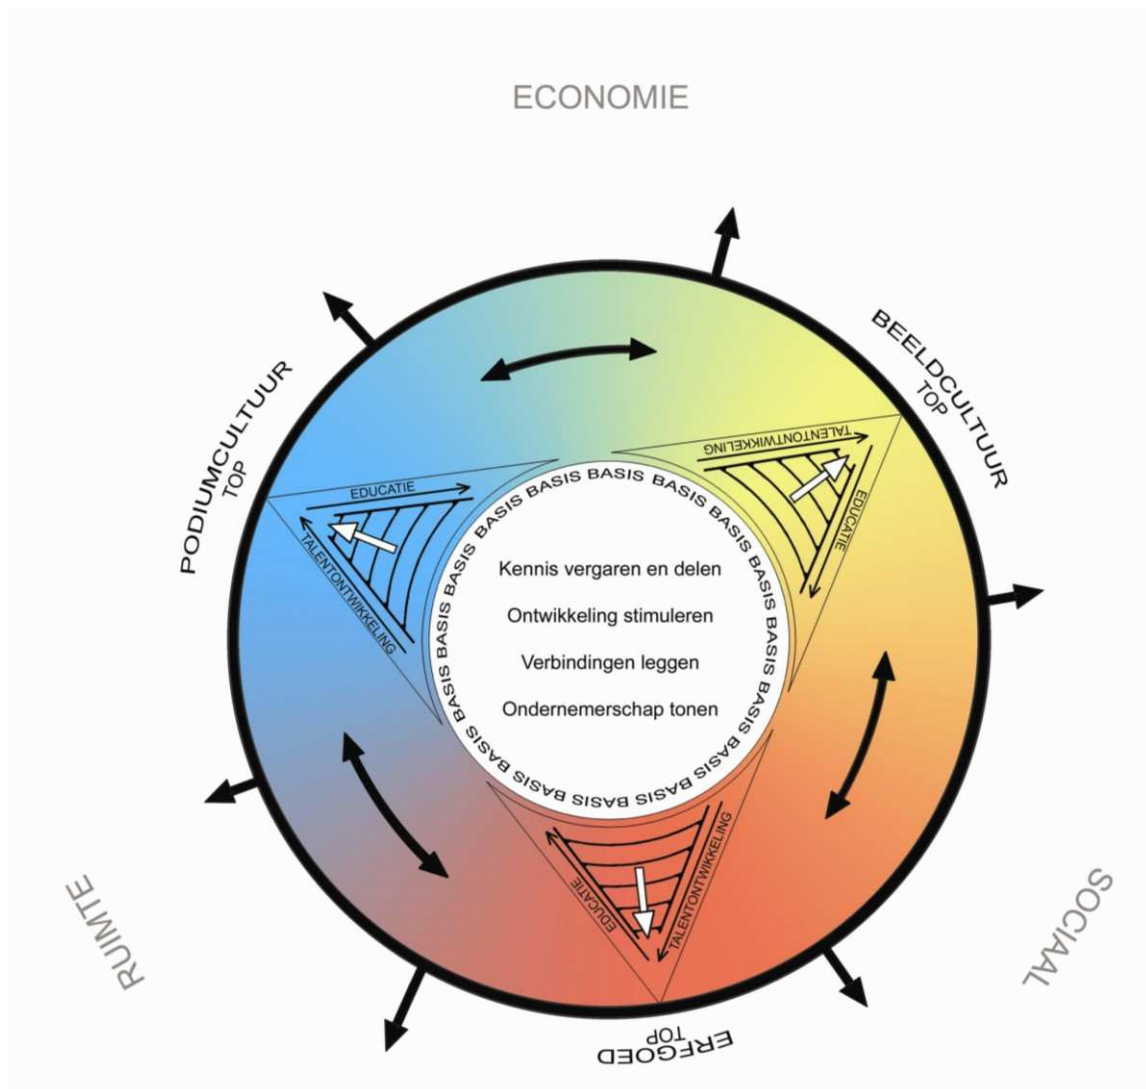 ECONOMIE
BEELDCULTUUR
TOP
PODIUMCULTUUR
TOP
TALENTONTWIKKELING
EDUCATIE
EDUCATIE
TALENTONTWIKKELING
BASIS BASIS BASIS BASIS BASIS BASIS BASIS BASIS BASIS BASIS BASIS BASIS BASIS BASIS BASIS BASIS
Kennis vergaren en delen
Ontwikkeling stimuleren
Verbindingen leggen
Ondernemerschap tonen
EDUCATIE
TALENTONTWIKKELING
RUIMTE
SOCIAAL
TOP
ERFGOED